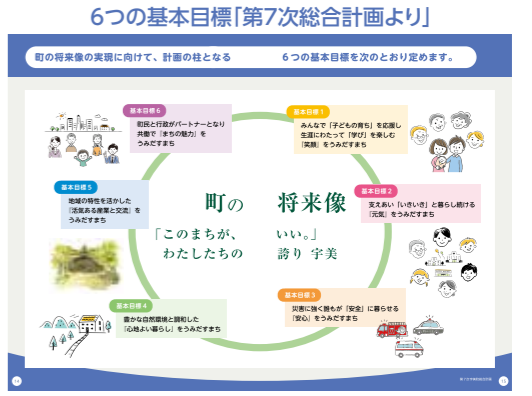 6つの基本目標「第7次総合計画より」
町の将来像の実現に向けて、計画の柱となる 6つの基本目標を次のとおり定めます。
基本目標1
みんなで「子どもの育ち」を応援し
生涯にわたって「学び」を楽しむ
「笑顔」をうみだすまち
基本目標2
支えあい「いきいき」と暮らし続ける
「元気」をうみだすまち
基本目標3
災害に強く誰もが「安全」に暮らせる
「安心」をうみだすまち
基本目標4
豊かな自然環境と調和した
「心地よい暮らし」をうみだすまち
基本目標5
地域の特性を活かした
「活気ある産業と交流」を
うみだすまち
基本目標6
町民と行政がパートナーとなり
共働で「まちの魅力」を
うみだすまち
町の 将来像
「このまちが、 いい。」
わたしたちの 誇り 宇美
14
15